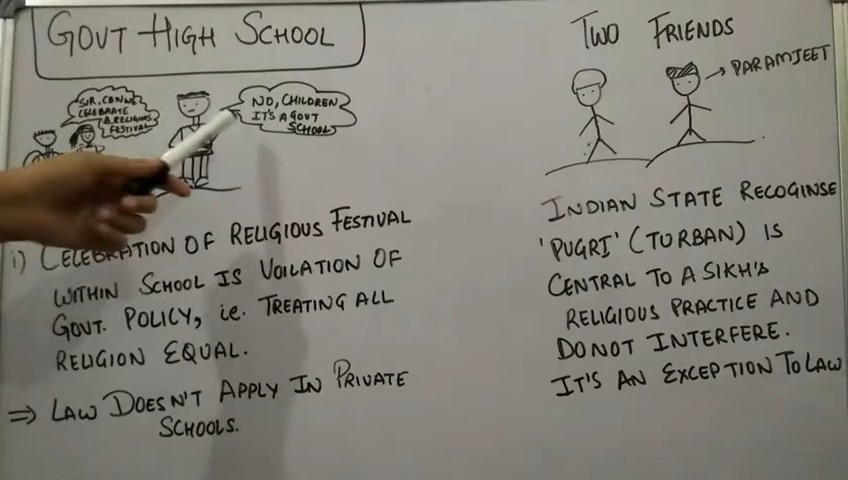 GOVT HIGH SCHOOL
SIR, CAN WE
CELEBRATE
A RELIGIOUS
FESTIVAL
NO, CHILDREN
IT'S A GOVT
SCHOOL
i) CELEBRATION OF RELIGIOUS FESTIVAL
WITHIN SCHOOL IS VOILATION OF
GOVT. POLICY, i.e. TREATING ALL
RELIGION EQUAL.
⇒ LAW DOESN'T APPLY IN PRIVATE
SCHOOLS.
TWO FRIENDS
PARAMJEET
INDIAN STATE RECOGINSE
'PUGRI' (TURBAN) IS
CENTRAL TO A SIKH'S
RELIGIOUS PRACTICE AND
DO NOT INTERFERE.
IT'S AN EXCEPTION TO LAW